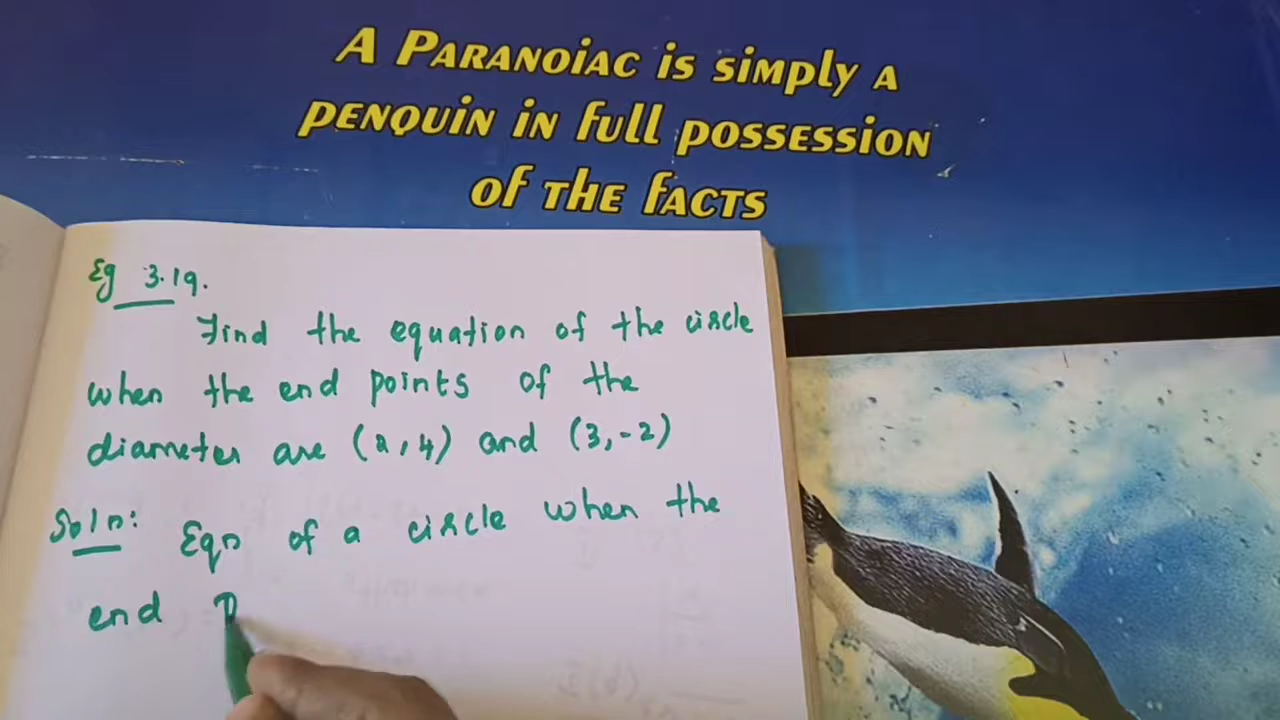 A Paranoiac is simply a
penquin in full possession
of the facts
Eg 3.19.
Find the equation of the circle
when the end points of the
diameter are (2, 4) and (3, -2)
Soln: Eqn of a circle when the
end